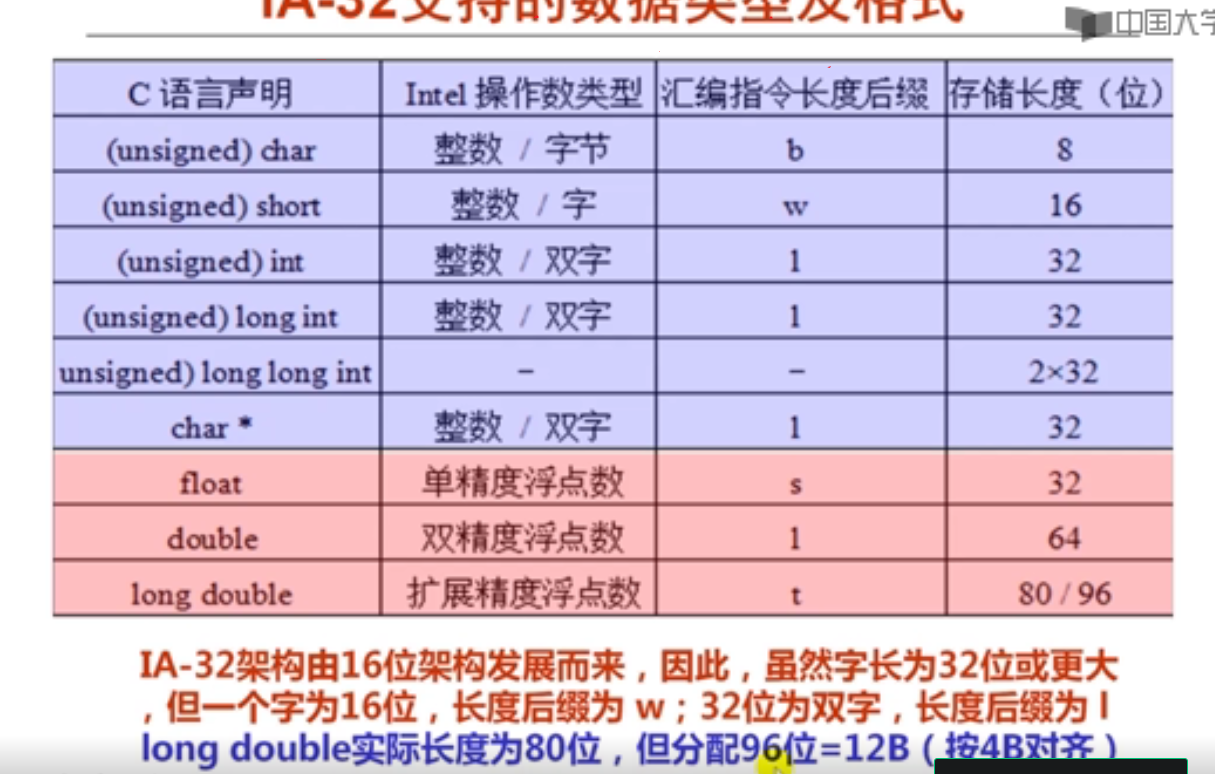 IA-32支持的数据类型及格式
中国大学
C 语言声明 Intel 操作数类型 汇编指令长度后缀 存储长度（位）
(unsigned) char 整数 / 字节 b 8
(unsigned) short 整数 / 字 w 16
(unsigned) int 整数 / 双字 l 32
(unsigned) long int 整数 / 双字 l 32
unsigned) long long int － － 2×32
char * 整数 / 双字 l 32
float 单精度浮点数 s 32
double 双精度浮点数 l 64
long double 扩展精度浮点数 t 80 / 96
IA-32架构由16位架构发展而来，因此，虽然字长为32位或更大
，但一个字为16位，长度后缀为 w；32位为双字，长度后缀为 l
long double实际长度为80位，但分配96位=12B（按4B对齐）